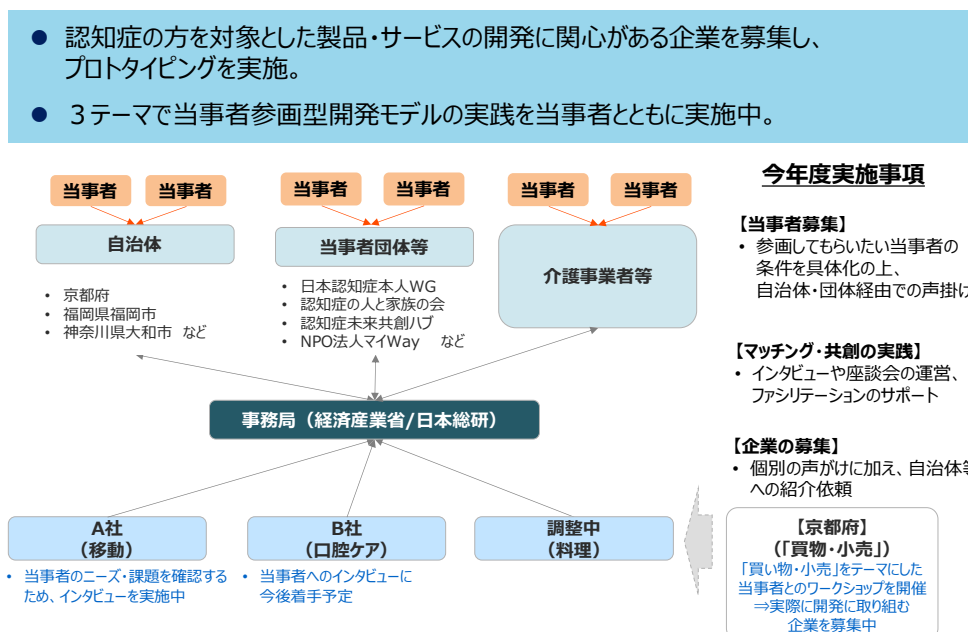 ● 認知症の方を対象とした製品・サービスの開発に関心がある企業を募集し、
プロトタイピングを実施。
● ３テーマで当事者参画型開発モデルの実践を当事者とともに実施中。
当事者 当事者
当事者 当事者
当事者 当事者
自治体
当事者団体等
介護事業者等
• 京都府
• 福岡県福岡市
• 神奈川県大和市 など
• 日本認知症本人WG
• 認知症の人と家族の会
• 認知症未来共創ハブ
• NPO法人マイWay など
事務局（経済産業省/日本総研）
A社
（移動）
• 当事者のニーズ・課題を確認する
ため、インタビューを実施中
B社
（口腔ケア）
• 当事者へのインタビューに
今後着手予定
調整中
（料理）
今年度実施事項
【当事者募集】
• 参画してもらいたい当事者の
条件を具体化の上、
自治体・団体経由での声掛け
【マッチング・共創の実践】
• インタビューや座談会の運営、
ファシリテーションのサポート
【企業の募集】
• 個別の声がけに加え、自治体等
への紹介依頼
【京都府】
（「買物・小売」）
「買い物・小売」をテーマにした
当事者とのワークショップを開催
⇒実際に開発に取り組む
企業を募集中